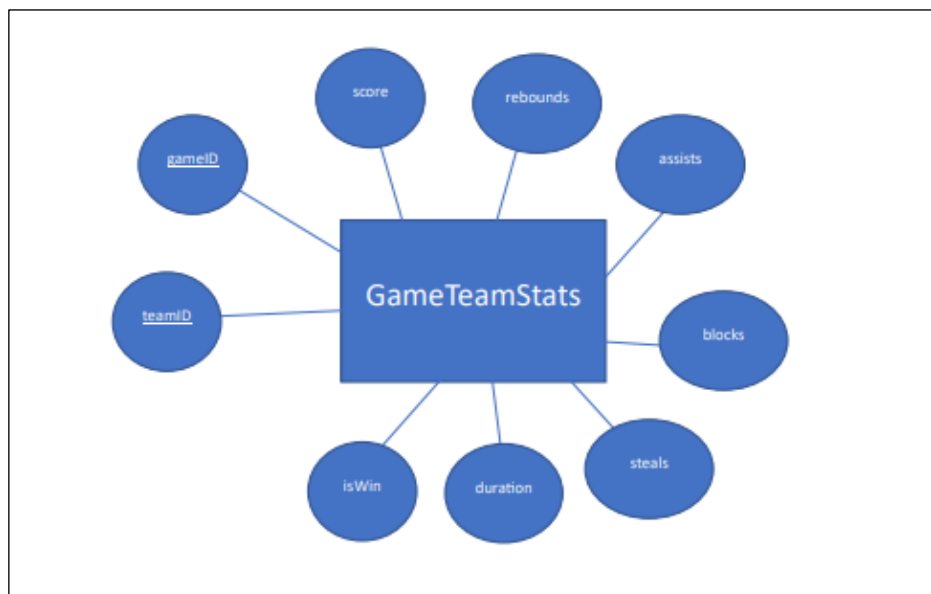 score
rebounds
gameID
assists
GameTeamStats
teamID
blocks
steals
isWin
duration